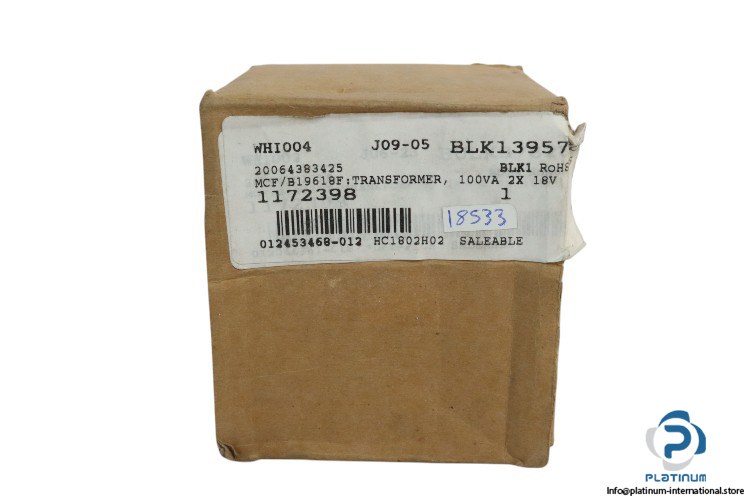 WHI004 J09-05 BLK13957
20064383425 BLK1 RoHS
MCF/B19618F:TRANSFORMER, 100VA 2X 18V
1172398 1
18533
012453468-012 HC1802H02 SALEABLE
PLATINUM
Info@platinum-international.store